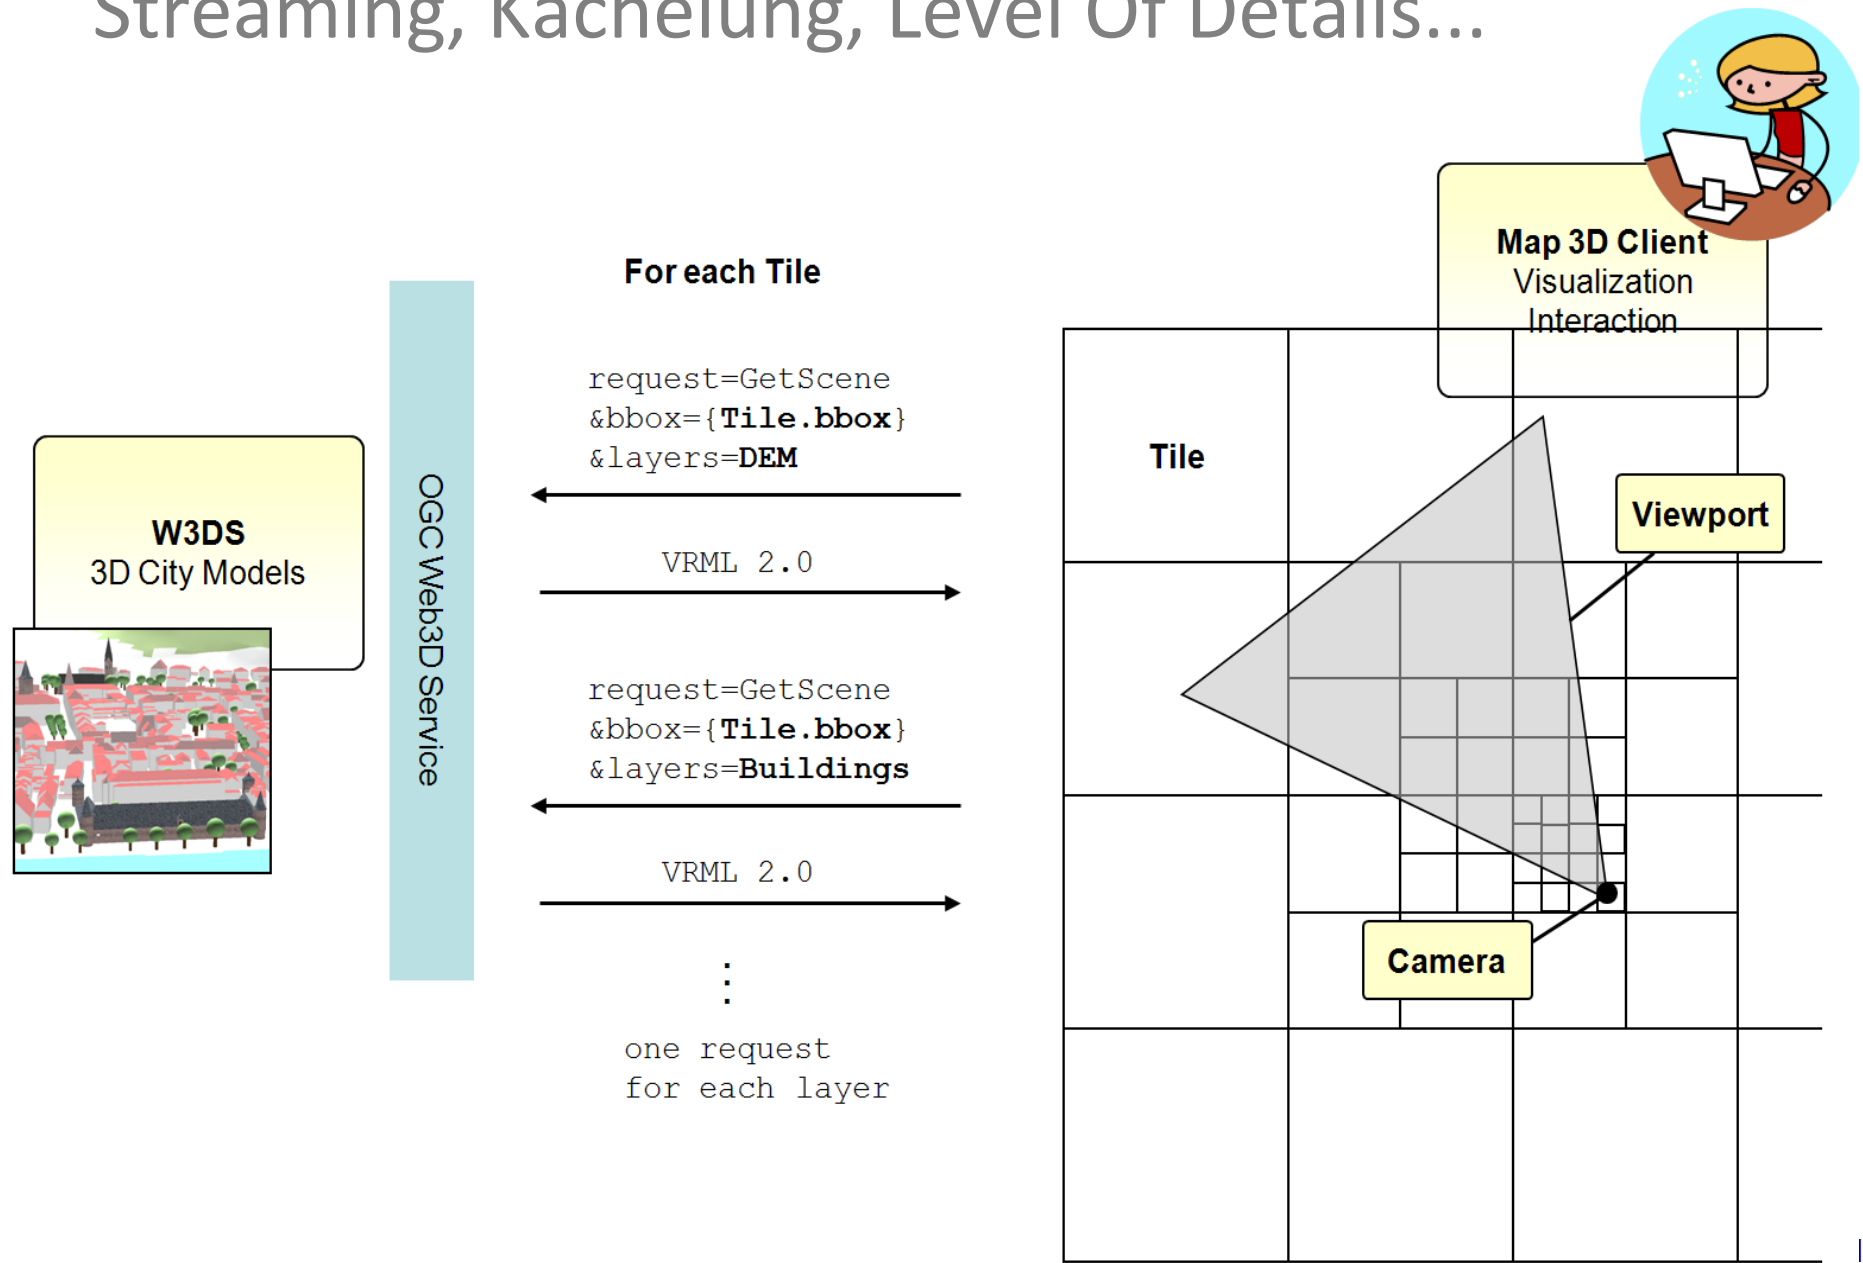 Streaming, Kachelung, Level Of Details...
Map 3D Client
Visualization
Interaction
For each Tile
request=GetScene
&bbox={Tile.bbox}
&layers=DEM
VRML 2.0
request=GetScene
&bbox={Tile.bbox}
&layers=Buildings
VRML 2.0
⋮
one request
for each layer
W3DS
3D City Models
OGC Web3D Service
Tile
Viewport
Camera